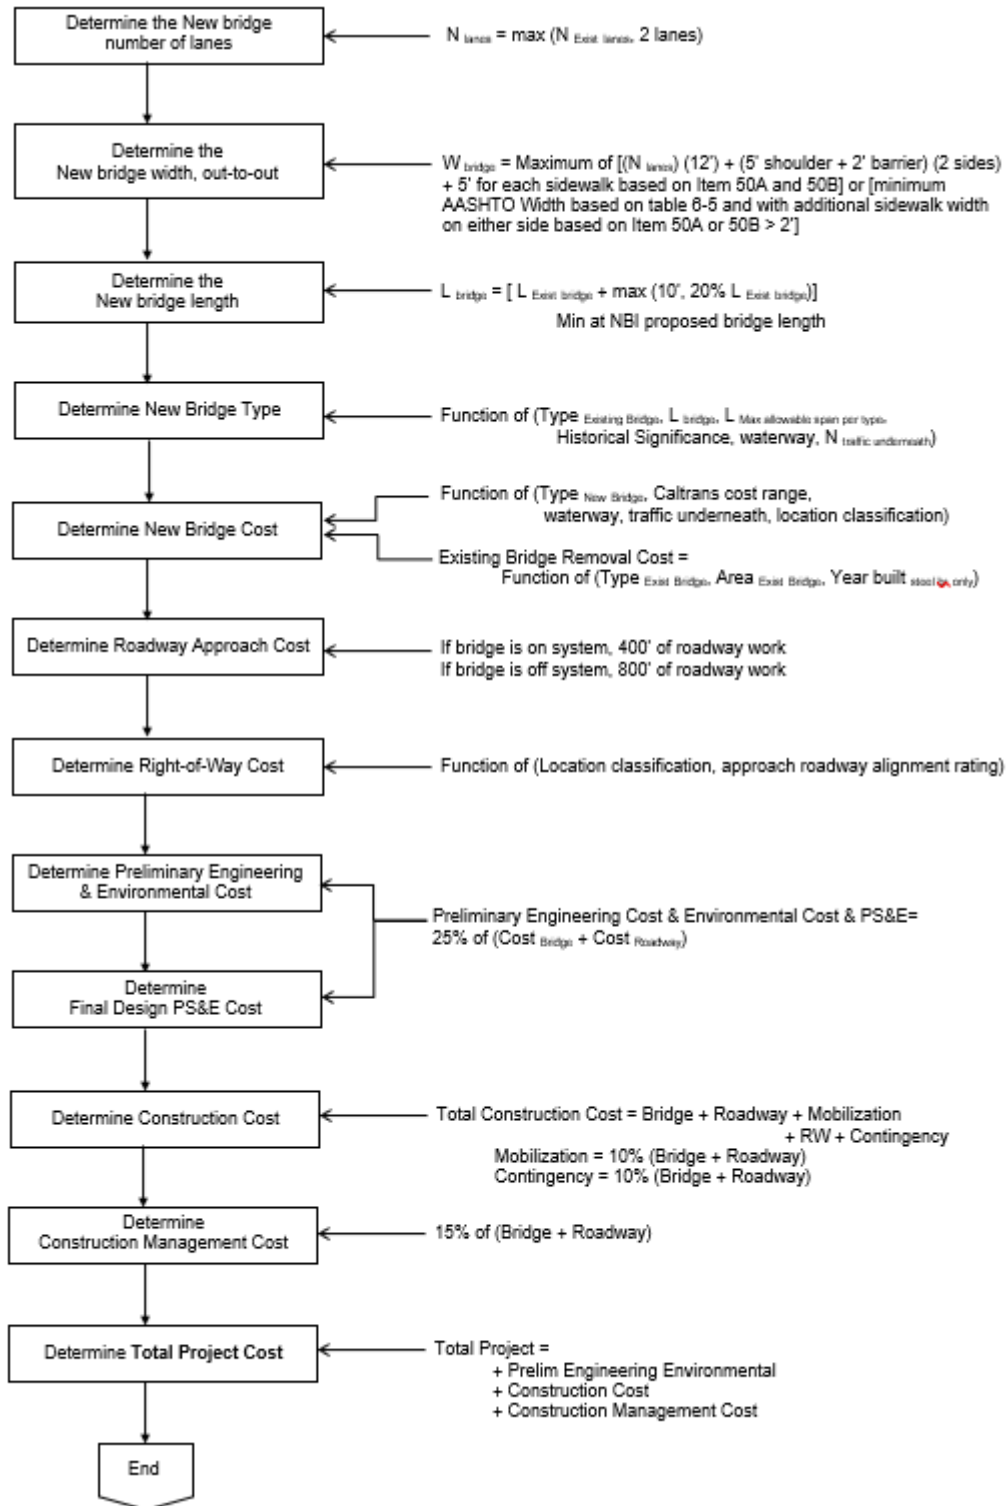 Determine the New bridge
number of lanes
N lanes = max (N Exist lanes, 2 lanes)
Determine the
New bridge width, out-to-out
W bridge = Maximum of [(N lanes) (12') + (5' shoulder + 2' barrier) (2 sides)
+ 5' for each sidewalk based on Item 50A and 50B] or [minimum
AASHTO Width based on table 6-5 and with additional sidewalk width
on either side based on Item 50A or 50B > 2']
Determine the
New bridge length
L bridge = [ L Exist bridge + max (10', 20% L Exist bridge)]
Min at NBI proposed bridge length
Determine New Bridge Type
Function of (Type Existing Bridge, L bridge, L Max allowable span per type,
Historical Significance, waterway, N traffic underneath)
Determine New Bridge Cost
Function of (Type New Bridge, Caltrans cost range,
waterway, traffic underneath, location classification)
Existing Bridge Removal Cost =
Function of (Type Exist Bridge, Area Exist Bridge, Year built steel only)
Determine Roadway Approach Cost
If bridge is on system, 400' of roadway work
If bridge is off system, 800' of roadway work
Determine Right-of-Way Cost
Function of (Location classification, approach roadway alignment rating)
Determine Preliminary Engineering
& Environmental Cost
Preliminary Engineering Cost & Environmental Cost & PS&E=
25% of (Cost Bridge + Cost Roadway)
Determine
Final Design PS&E Cost
Determine Construction Cost
Total Construction Cost = Bridge + Roadway + Mobilization
+ RW + Contingency
Mobilization = 10% (Bridge + Roadway)
Contingency = 10% (Bridge + Roadway)
Determine
Construction Management Cost
15% of (Bridge + Roadway)
Determine Total Project Cost
Total Project =
+ Prelim Engineering Environmental
+ Construction Cost
+ Construction Management Cost
End